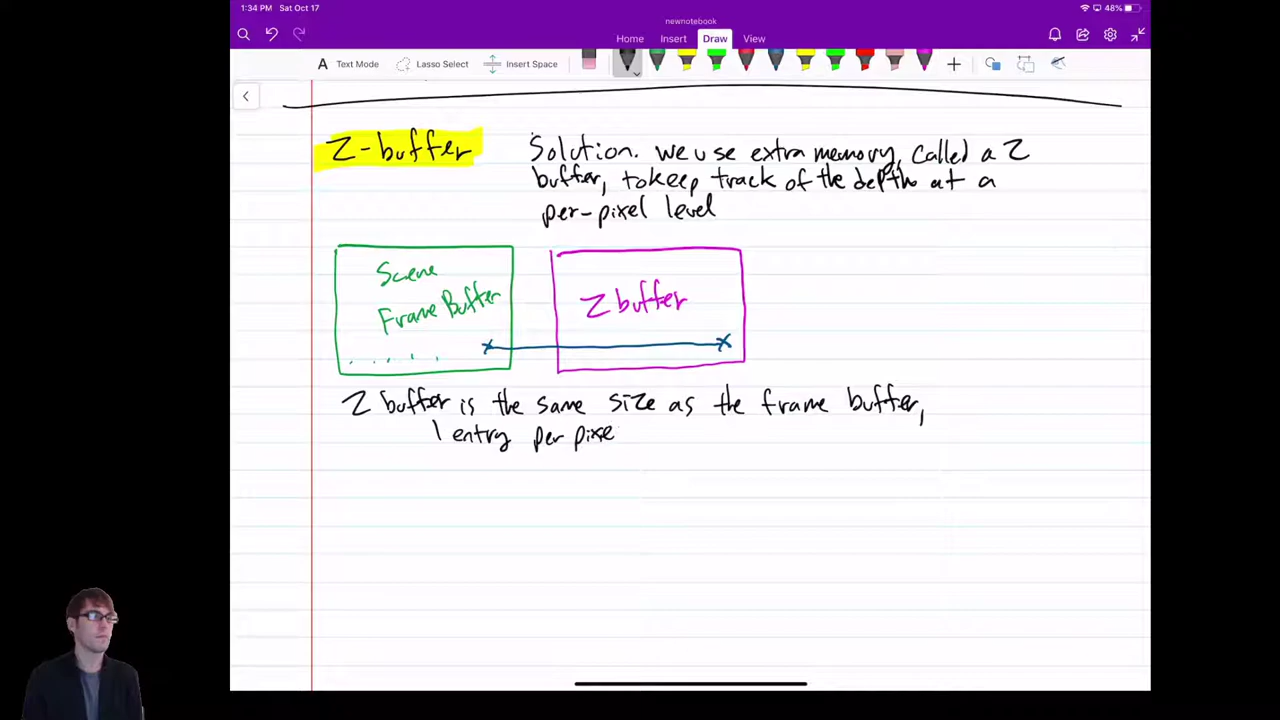 1:34 PM Sat Oct 17
48%
newnotebook
Home Insert Draw View
Text Mode Lasso Select Insert Space
Z-buffer
Solution. we use extra memory, called a Z
buffer, to keep track of the depths at a
per-pixel level
Scene
Frame Buffer
Z buffer
Z buffer is the same size as the frame buffer,
1 entry per pixe